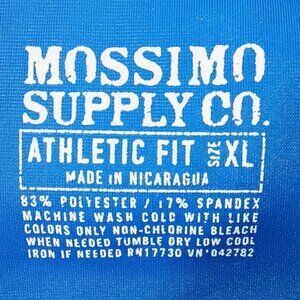 MOSSIMO
SUPPLY CO.
ATHLETIC FIT SIZE XL
MADE IN NICARAGUA
83% POLYESTER / 17% SPANDEX
MACHINE WASH COLD WITH LIKE
COLORS ONLY NON-CHLORINE BLEACH
WHEN NEEDED TUMBLE DRY LOW COOL
IRON IF NEEDED RN17730 VN°042782